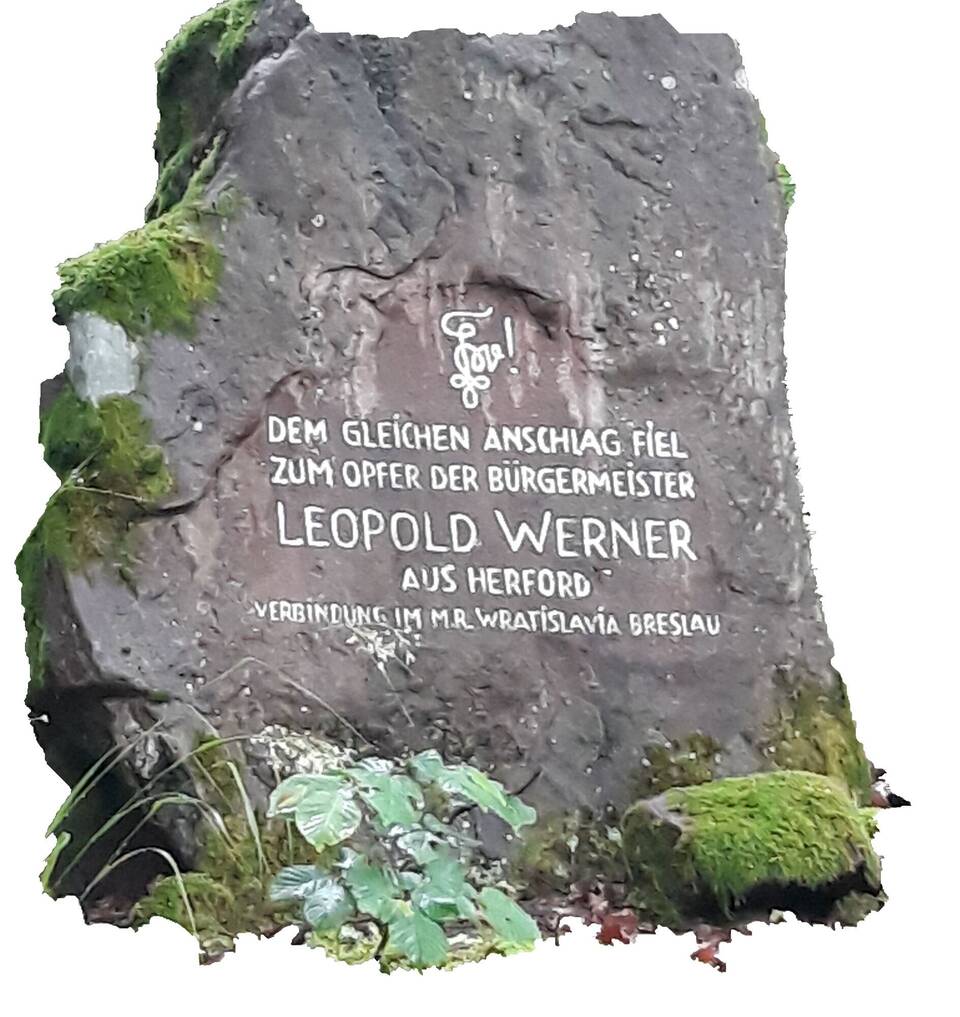 DEM GLEICHEN ANSCHLAG FIEL
ZUM OPFER DER BÜRGERMEISTER
LEOPOLD WERNER
AUS HERFORD
VERBINDUNG IM M.R. WRATISLAVIA BRESLAU